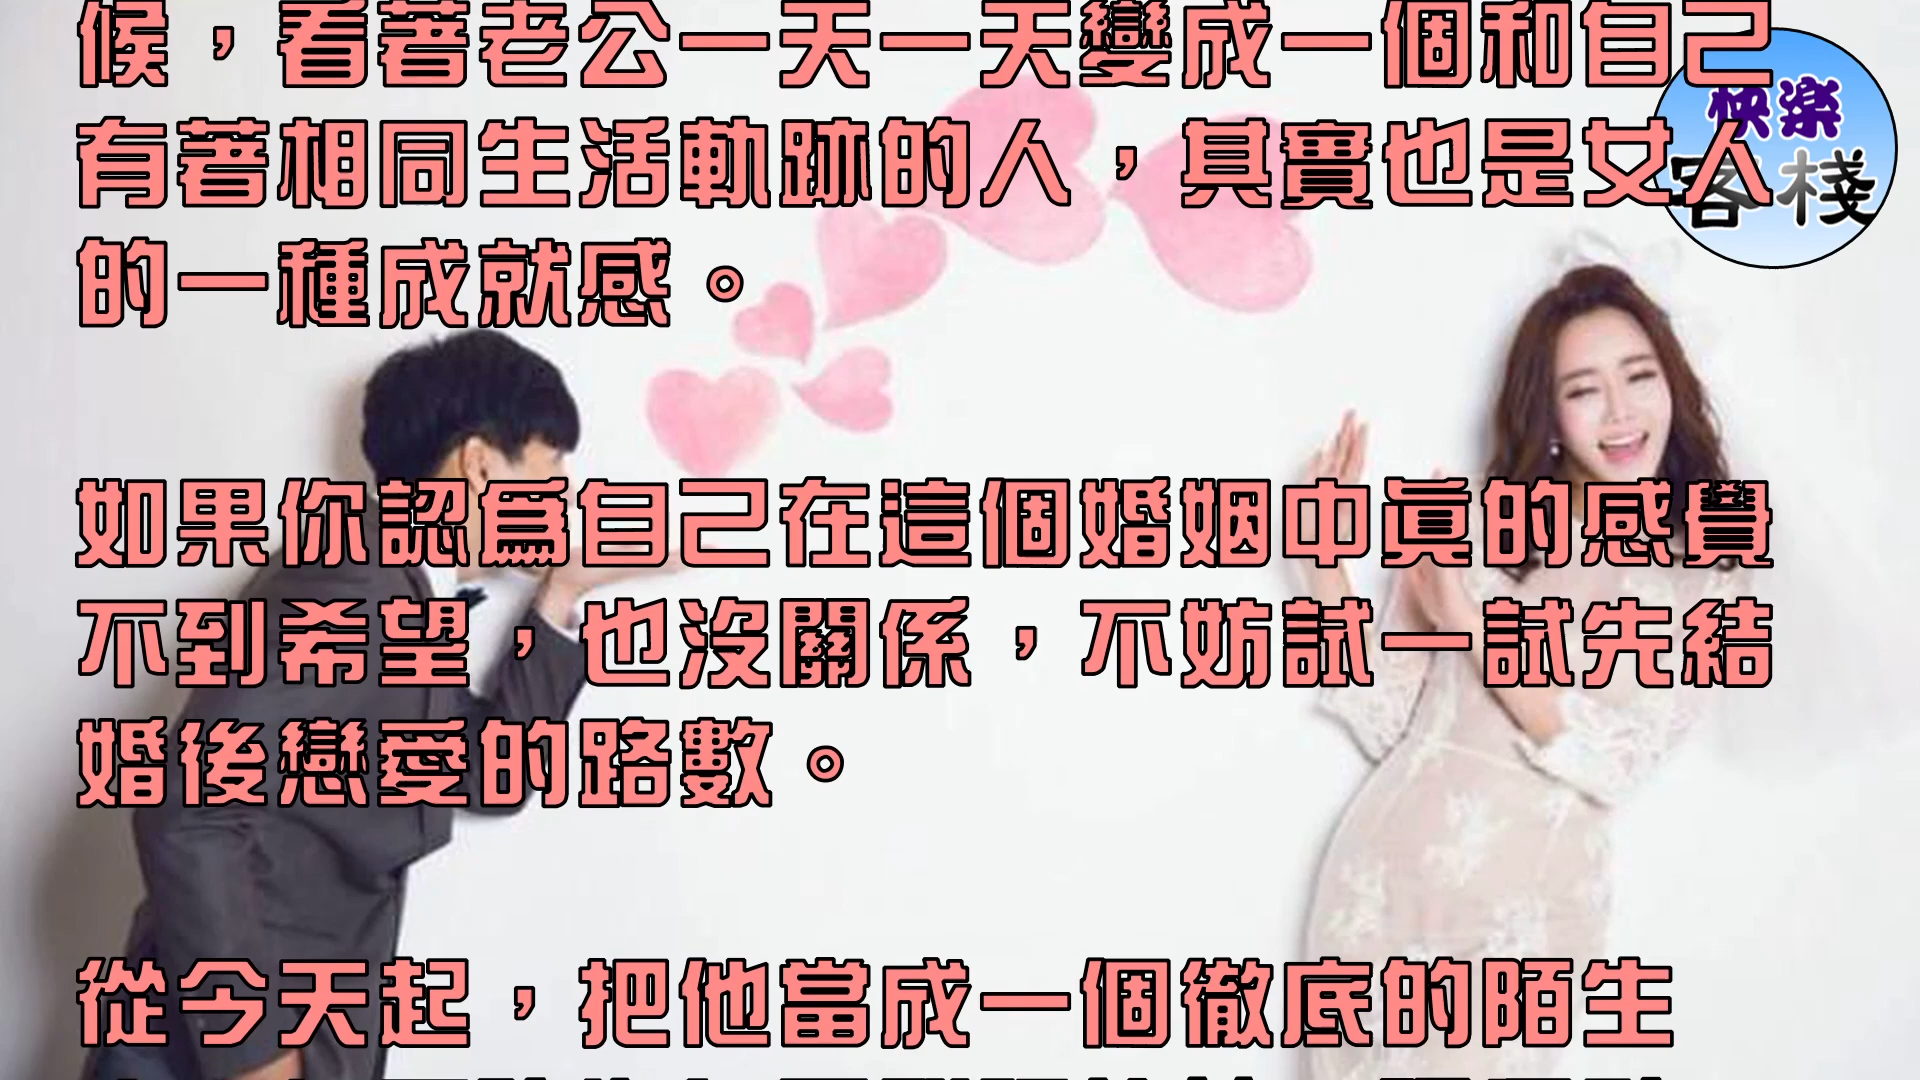 候，看著老公一天一天變成一個和自己
有著相同生活軌跡的人，其實也是女人
的一種成就感。
如果你認為自己在這個婚姻中真的感覺
不到希望，也沒關係，不妨試一試先結
婚後戀愛的路數。
從今天起，把他當成一個徹底的陌生
快樂
客棧